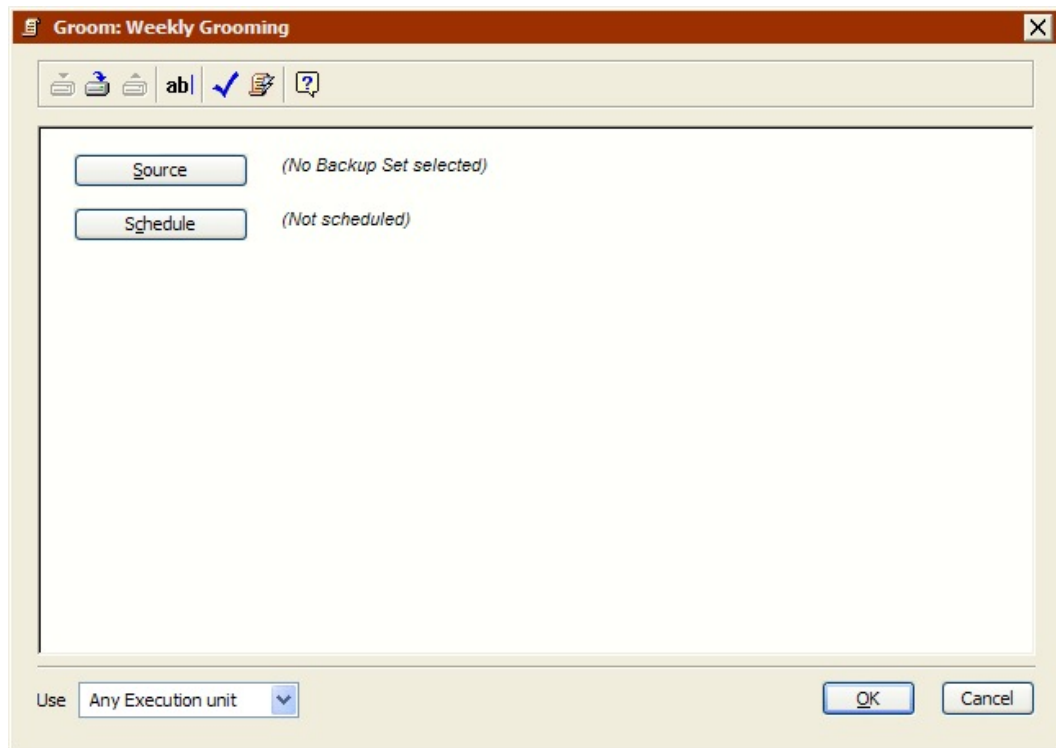 Groom: Weekly Grooming
ab|
Source (No Backup Set selected)
Schedule (Not scheduled)
Use Any Execution unit OK Cancel